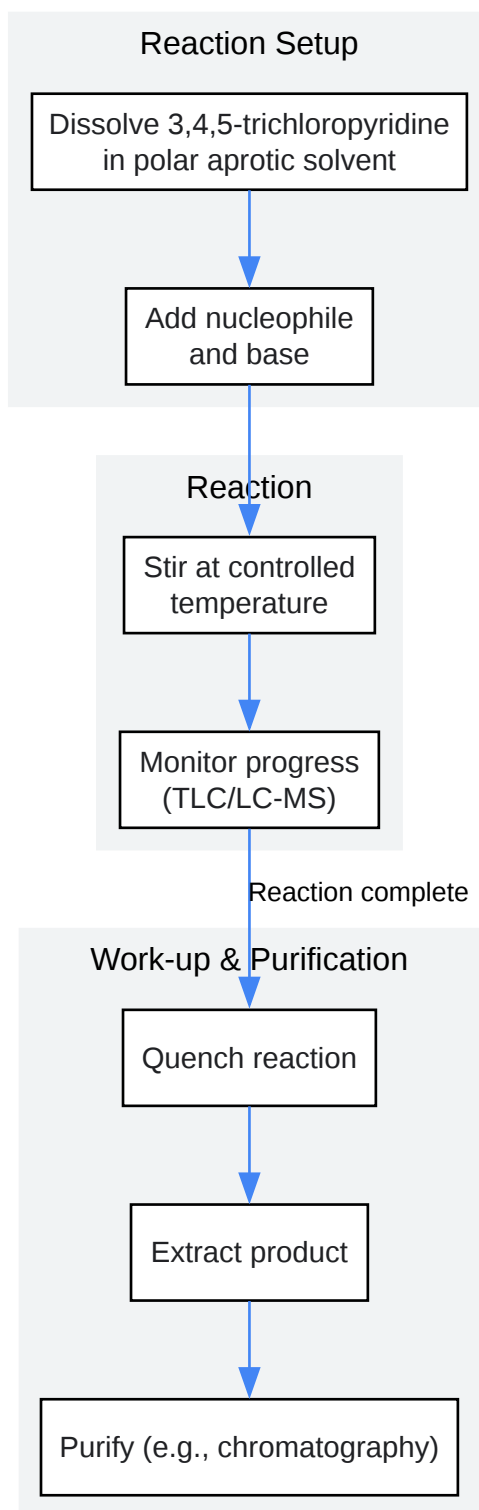 Reaction Setup
Dissolve 3,4,5-trichloropyridine
in polar aprotic solvent
Add nucleophile
and base
Reaction
Stir at controlled
temperature
Monitor progress
(TLC/LC-MS)
Reaction complete
Work-up & Purification
Quench reaction
Extract product
Purify (e.g., chromatography)